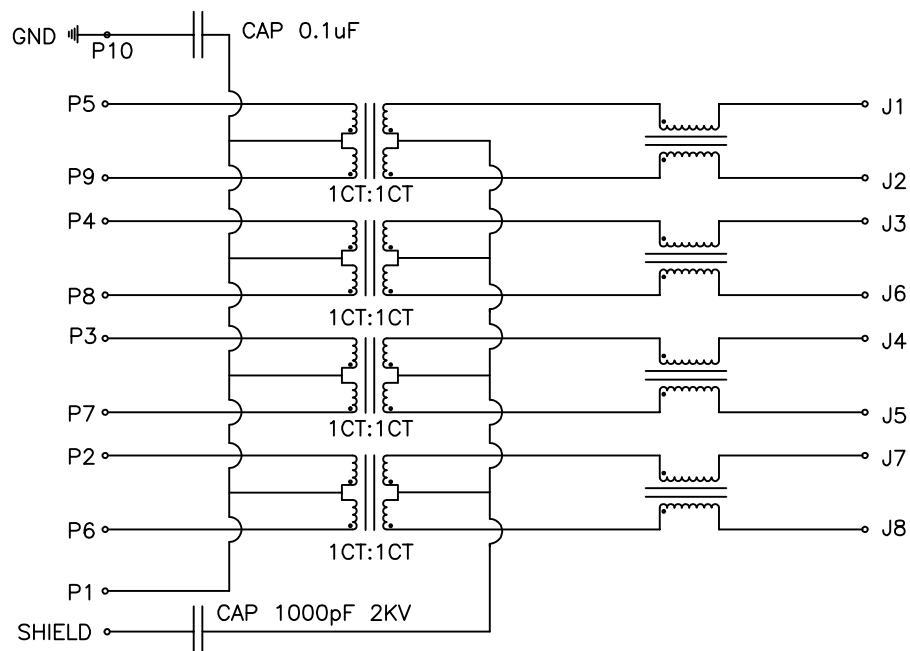 GND
P10
CAP 0.1uF
P5
J1
P9
J2
1CT:1CT
P4
J3
P8
J6
1CT:1CT
P3
J4
P7
J5
1CT:1CT
P2
J7
P6
J8
1CT:1CT
P1
CAP 1000pF 2KV
SHIELD